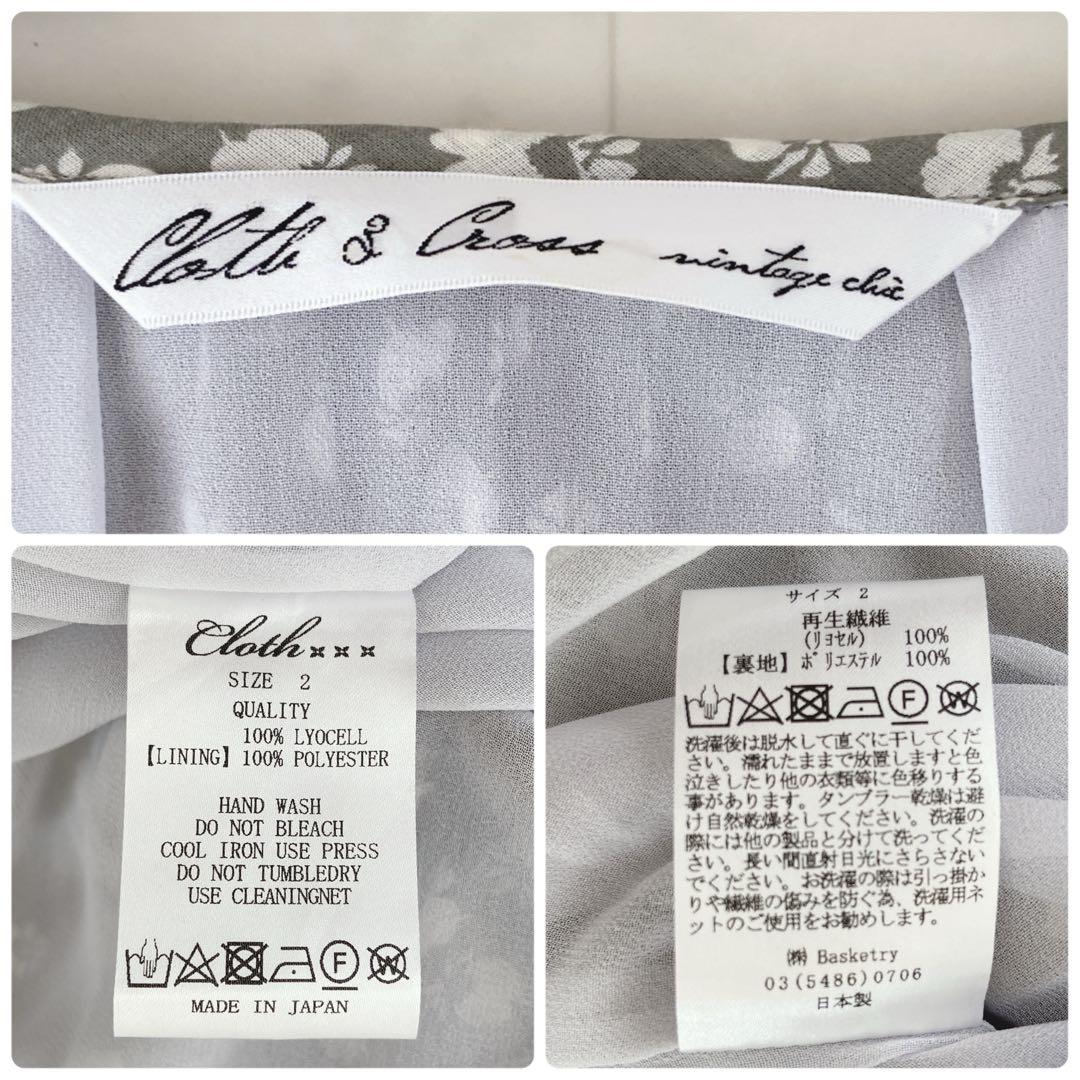 Cloth & Cross vintage chic
Cloth×××
SIZE 2
QUALITY
100% LYOCELL
【LINING】 100% POLYESTER
HAND WASH
DO NOT BLEACH
COOL IRON USE PRESS
DO NOT TUMBLEDRY
USE CLEANINGNET
F W
MADE IN JAPAN
サイズ 2
再生繊維
(リヨセル) 100%
【裏地】ポリエステル 100%
F W
洗濯後は脱水して直ぐに干してくだ
さい。濡れたままで放置しますと色
泣きしたり他の衣類等に色移りする
事があります。タンブラー乾燥は避
け自然乾燥をしてください。洗濯の
際には他の製品と分けて洗ってくだ
さい。長い間直射日光にさらさない
でください。お洗濯の際は引っ掛か
りや繊維の傷みを防ぐ為、洗濯用ネ
ットのご使用をお勧めします。
㈱ Basketry
03(5486)0706
日本製